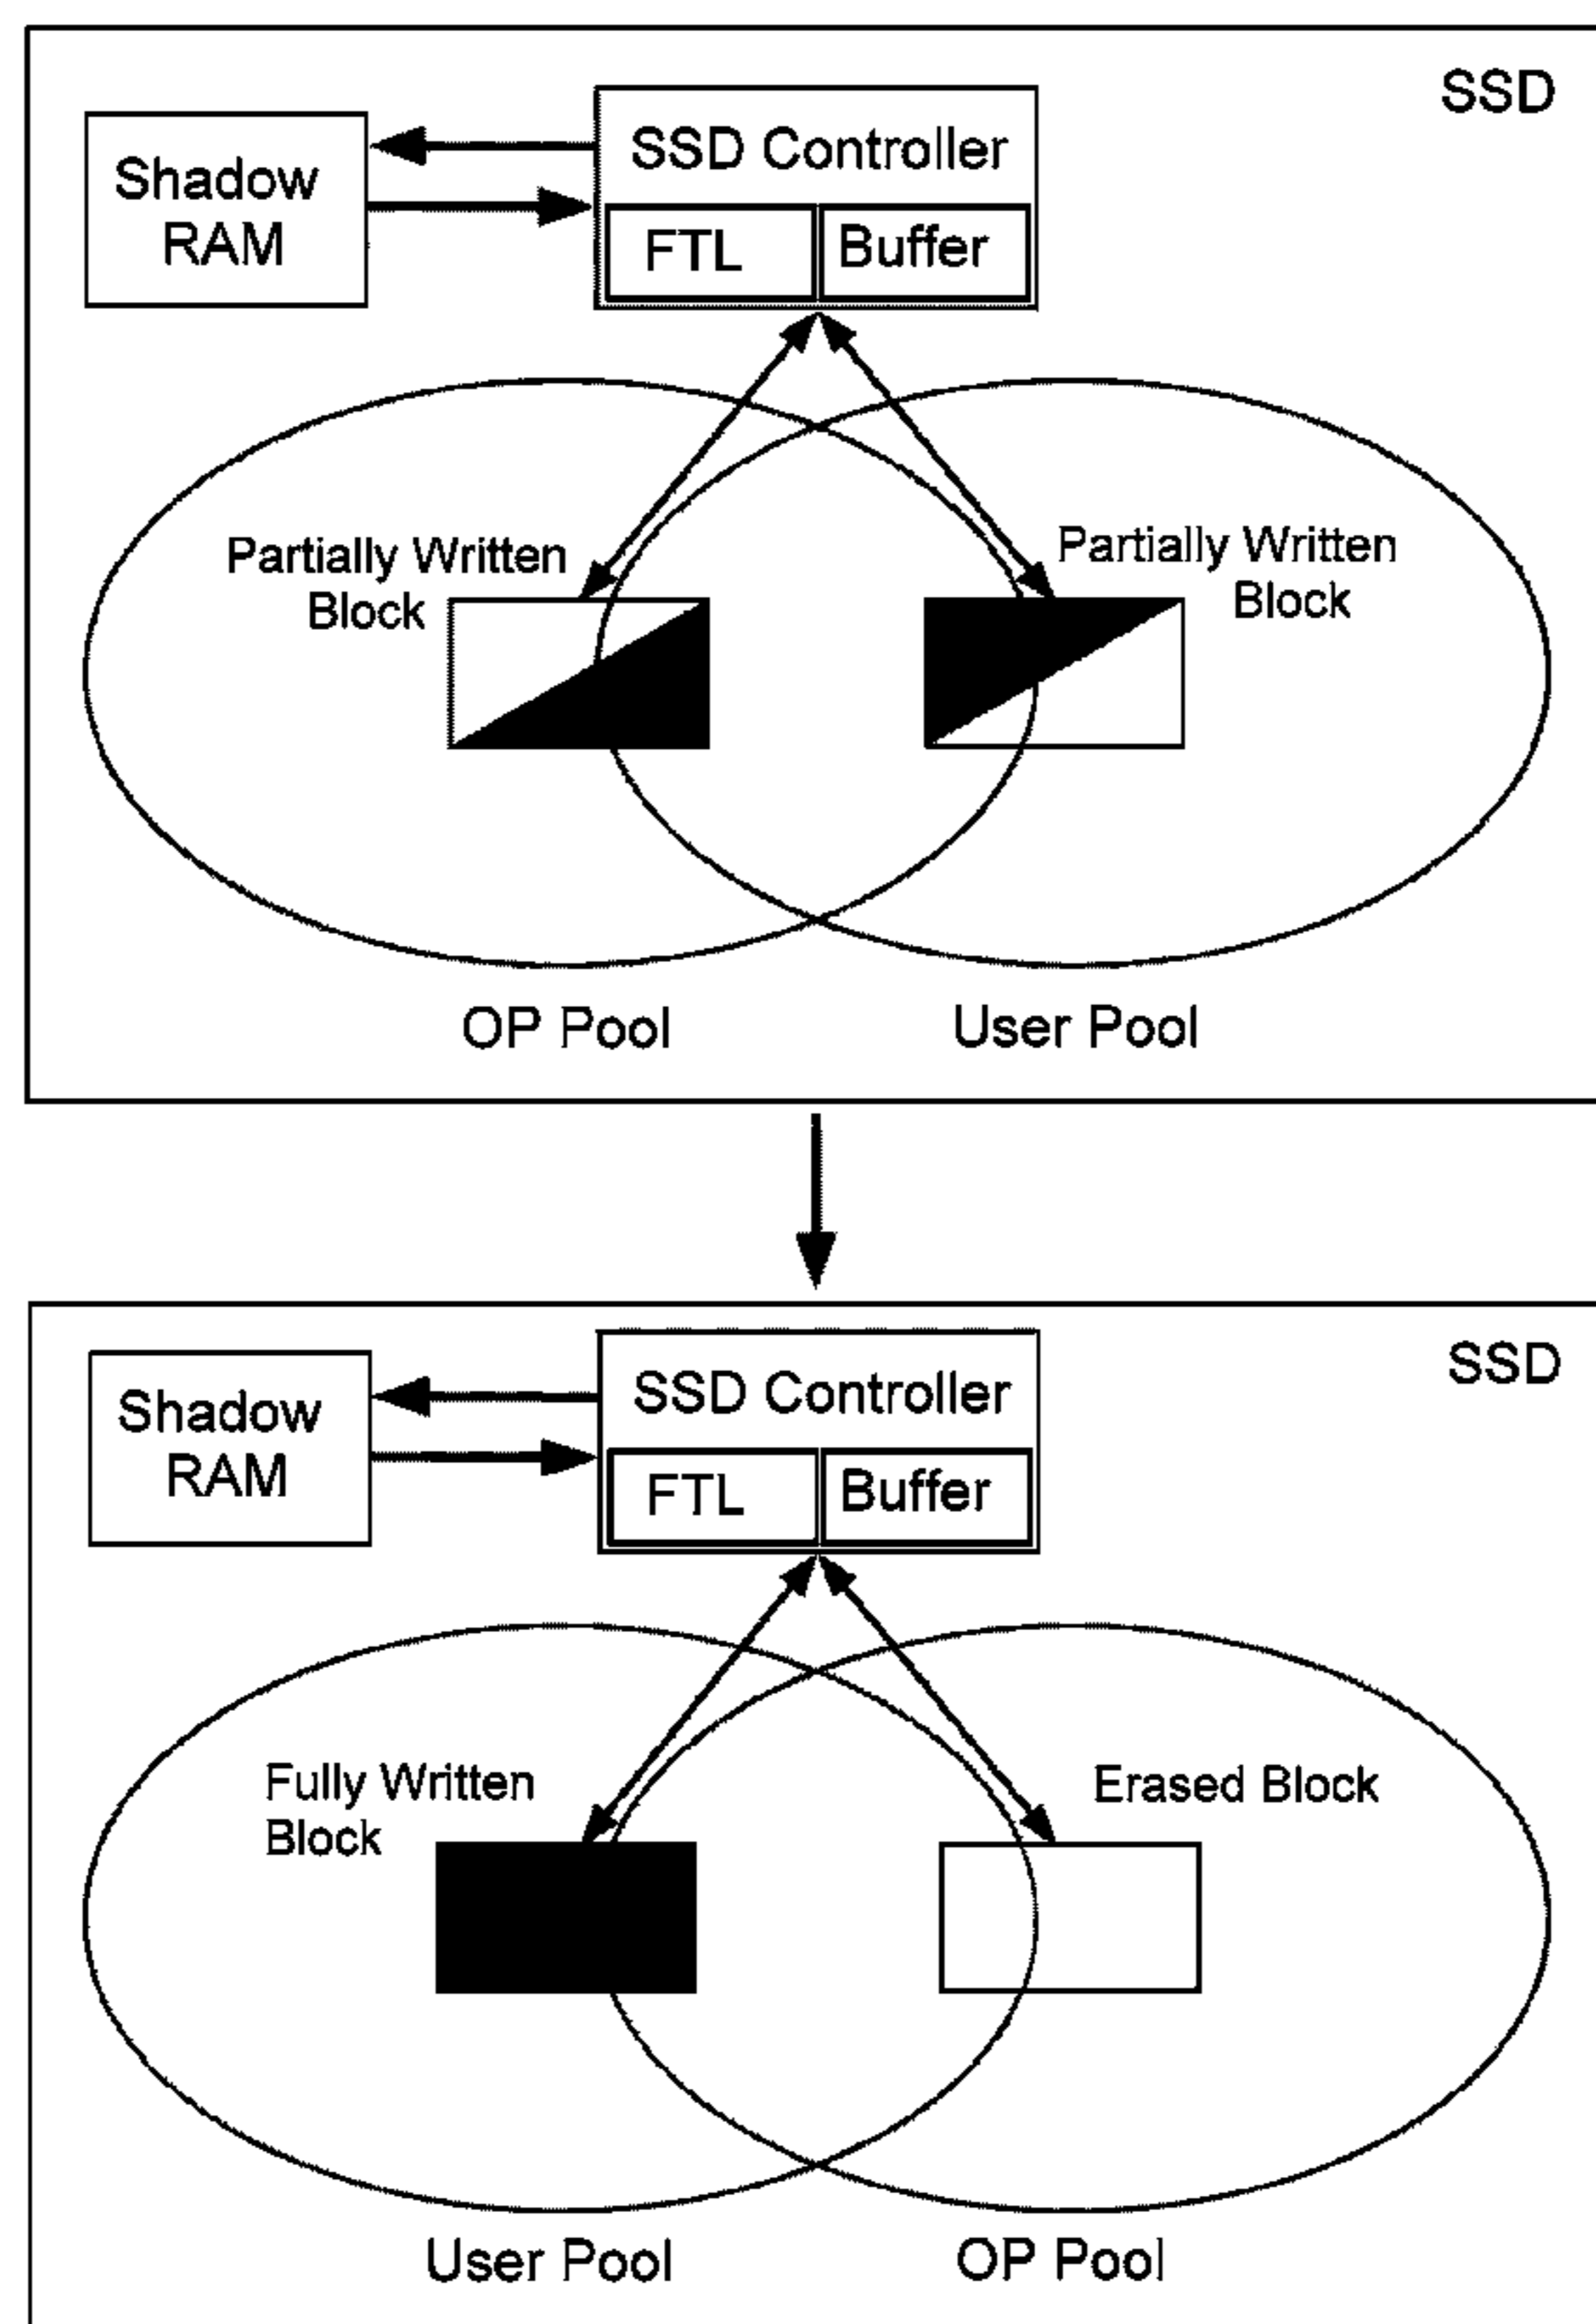 SSD
Shadow
RAM
SSD Controller
FTL
Buffer
Partially Written
Block
Partially Written
Block
OP Pool
User Pool
SSD
Shadow
RAM
SSD Controller
FTL
Buffer
Fully Written
Block
Erased Block
User Pool
OP Pool